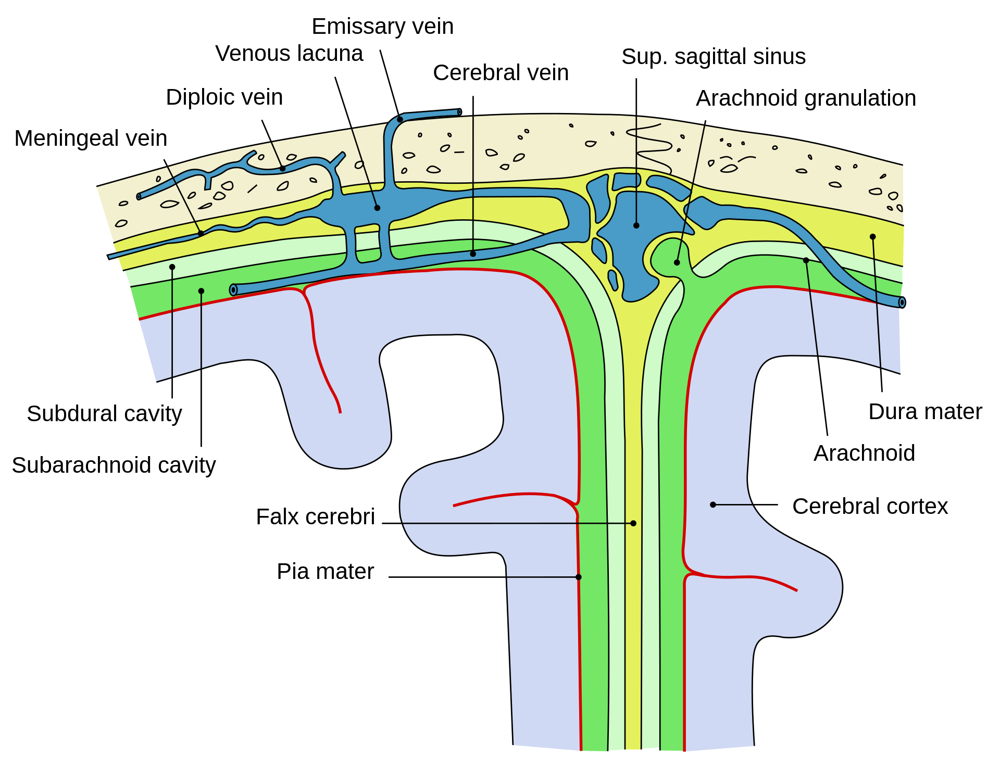 Emissary vein
Venous lacuna
Sup. sagittal sinus
Cerebral vein
Diploic vein
Arachnoid granulation
Meningeal vein
Subdural cavity
Dura mater
Arachnoid
Subarachnoid cavity
Cerebral cortex
Falx cerebri
Pia mater